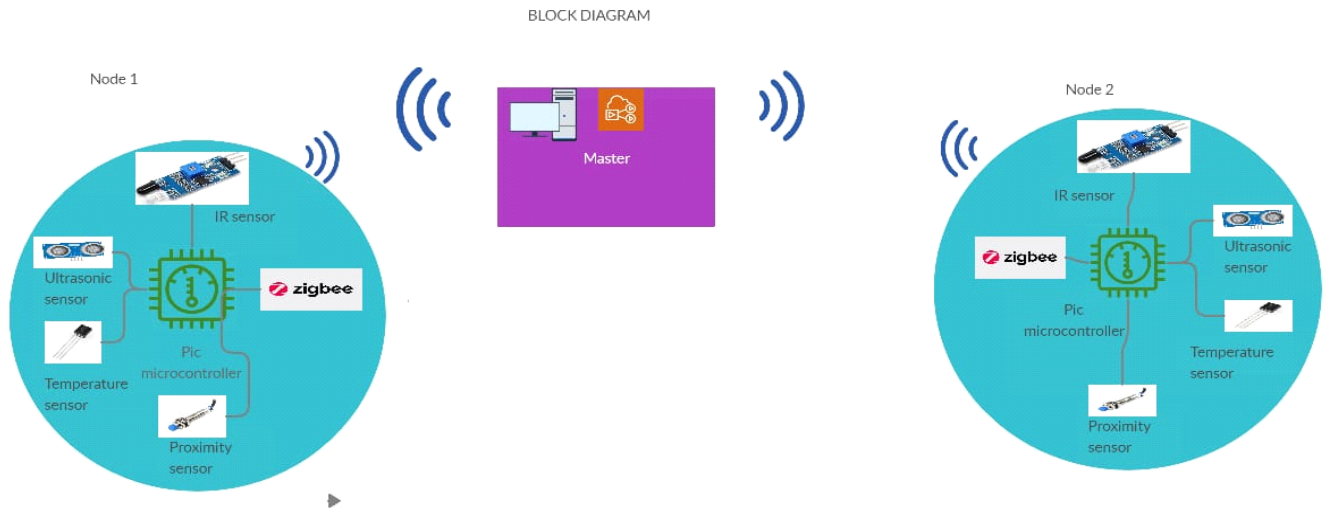 BLOCK DIAGRAM
Node 1
IR sensor
Ultrasonic
sensor
zigbee
Temperature
sensor
Pic
microcontroller
Proximity
sensor
Master
Node 2
IR sensor
zigbee
Ultrasonic
sensor
Pic
microcontroller
Temperature
sensor
Proximity
sensor